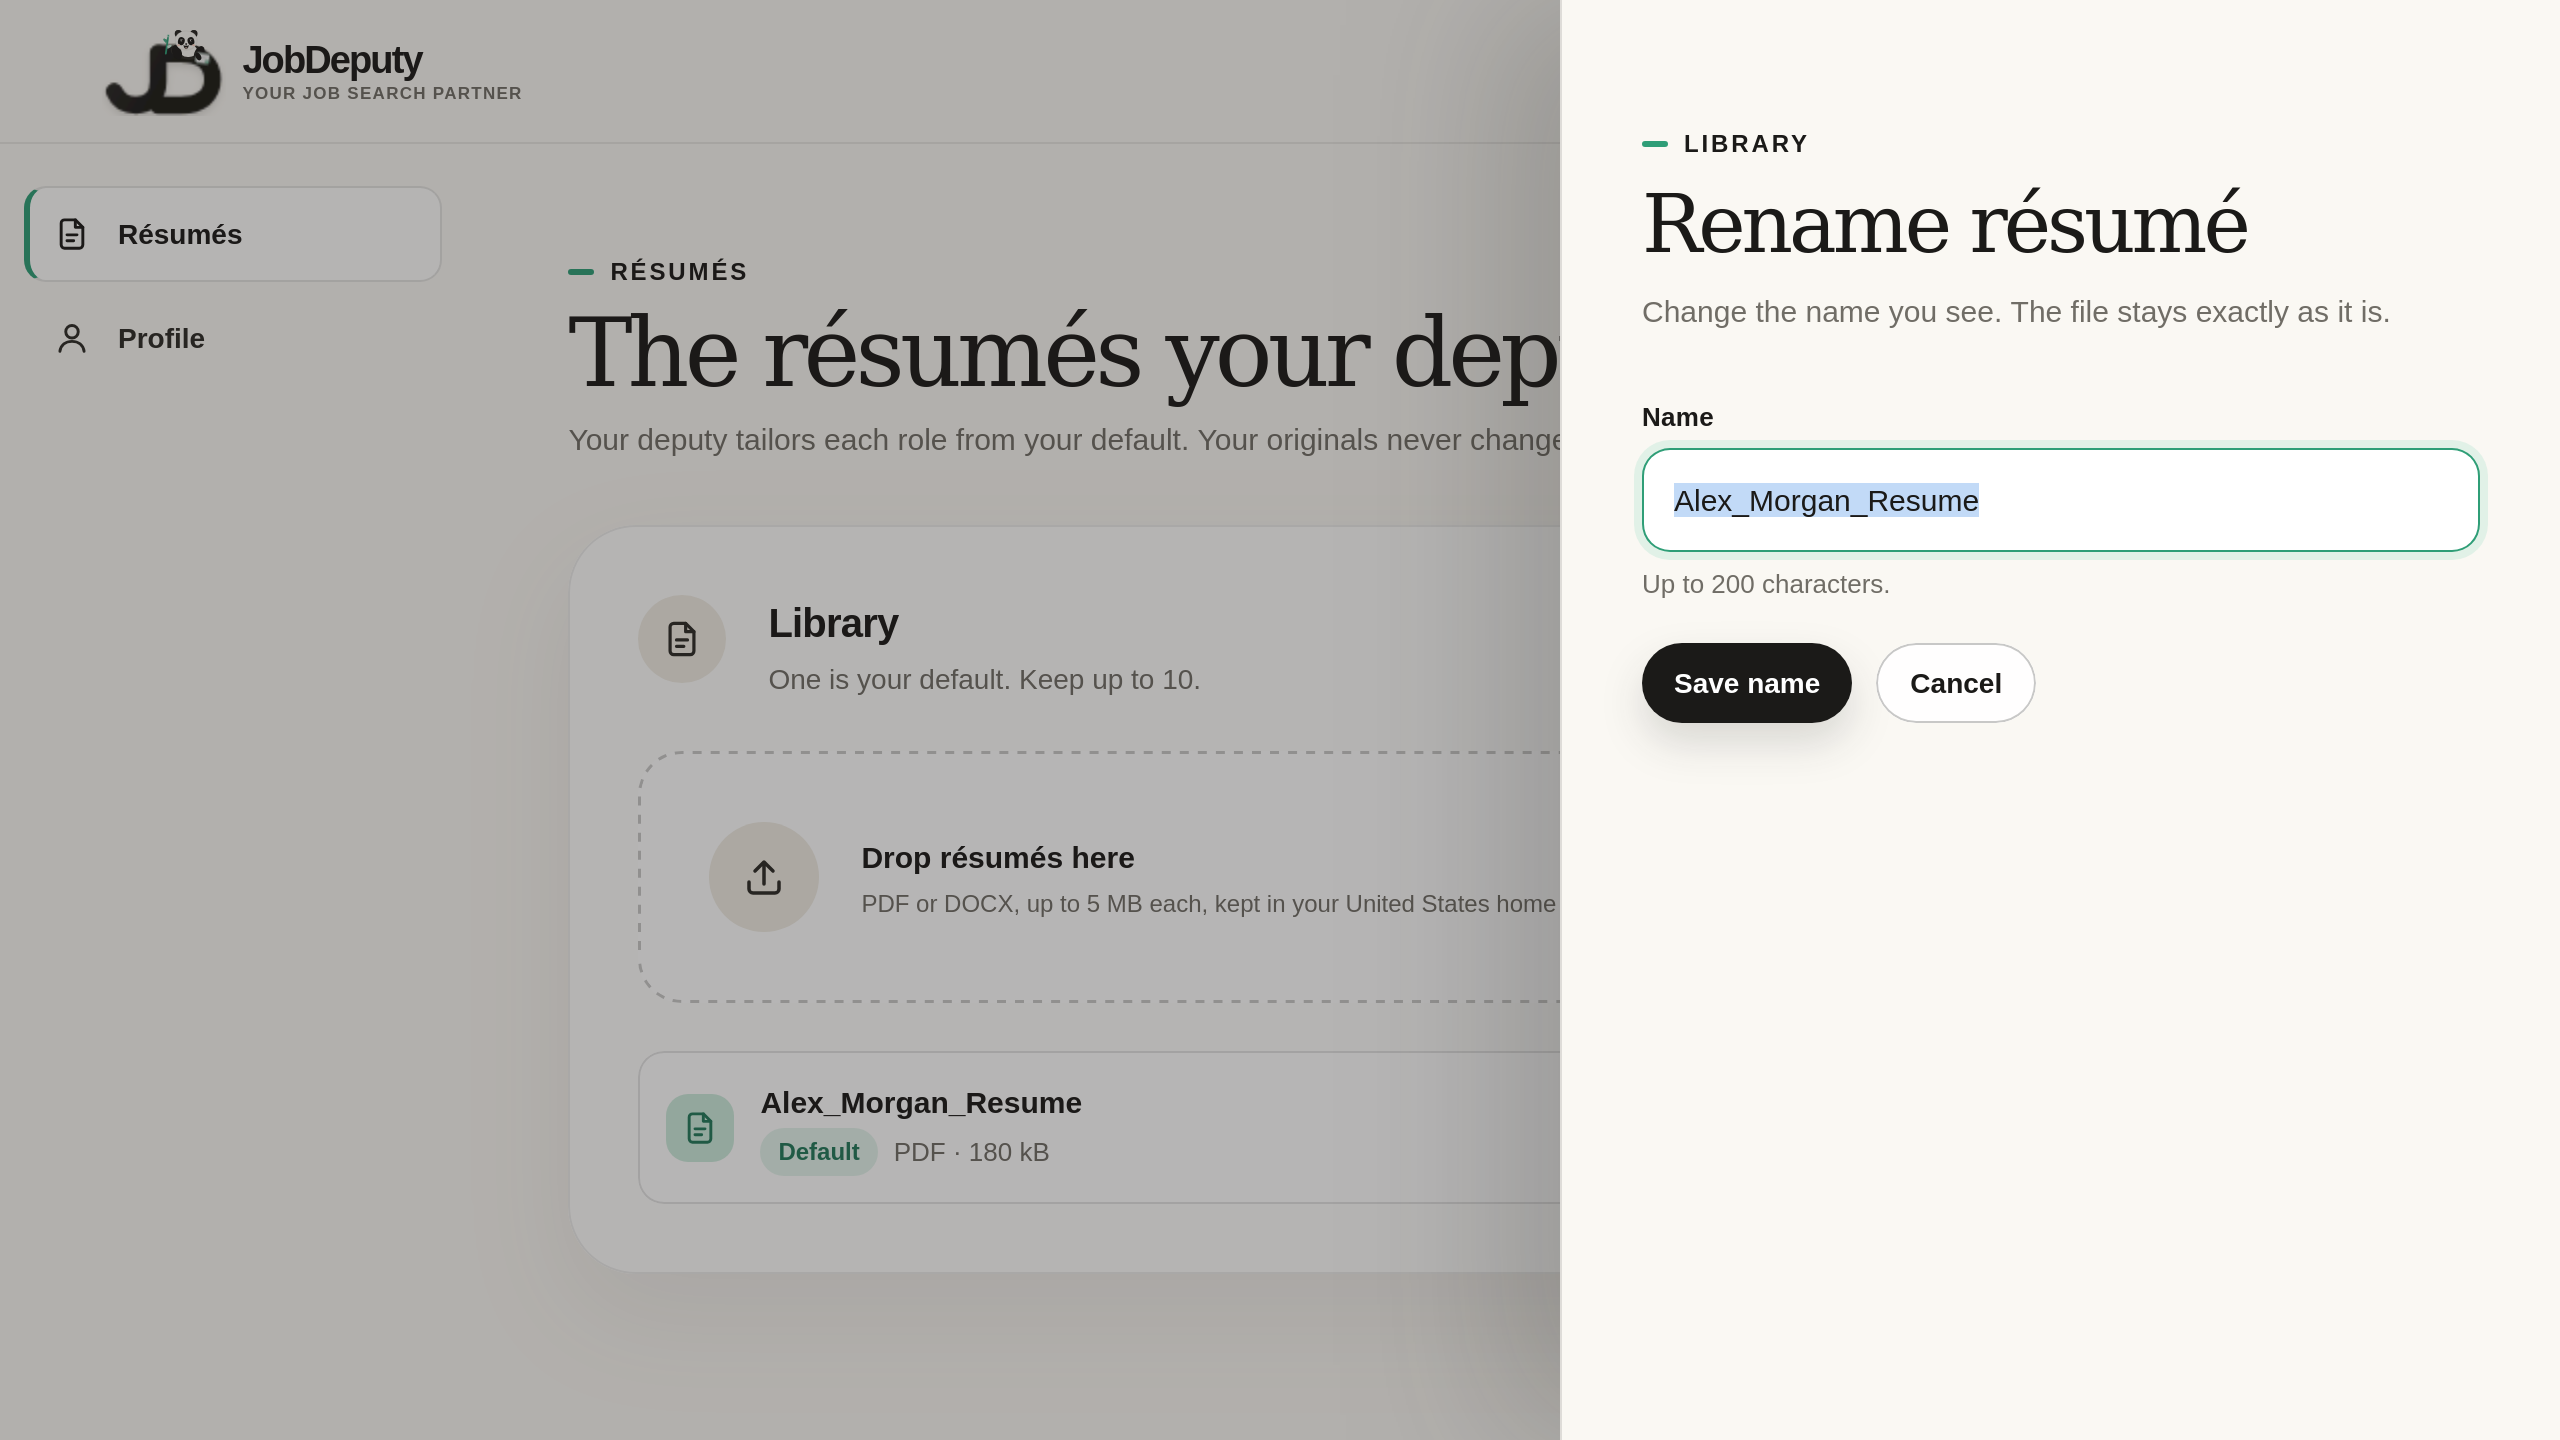 JobDeputy
YOUR JOB SEARCH PARTNER
Résumés
Profile
RÉSUMÉS
The résumés your dep
Your deputy tailors each role from your default. Your originals never change
Library
One is your default. Keep up to 10.
Drop résumés here
PDF or DOCX, up to 5 MB each, kept in your United States home
Alex_Morgan_Resume
Default
PDF · 180 kB
LIBRARY
Rename résumé
Change the name you see. The file stays exactly as it is.
Name
Alex_Morgan_Resume
Up to 200 characters.
Save name
Cancel